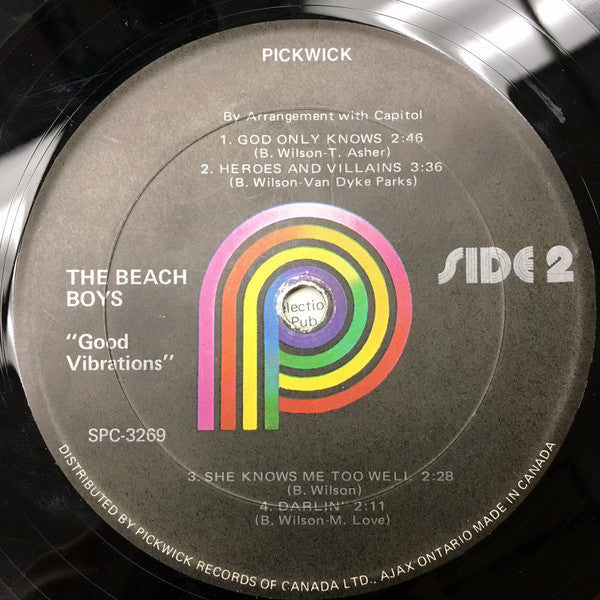 PICKWICK
By Arrangement with Capitol
1. GOD ONLY KNOWS 2:46
(B. Wilson-T. Asher)
2. HEROES AND VILLAINS 3:36
(B. Wilson-Van Dyke Parks)
SIDE 2
THE BEACH
BOYS
"Good
Vibrations"
SPC-3269
Pub
3. SHE KNOWS ME TOO WELL 2:28
(B. Wilson)
4. DARLIN' 2:11
(B. Wilson-M. Love)
DISTRIBUTED BY PICKWICK RECORDS OF CANADA LTD., AJAX ONTARIO MADE IN CANADA